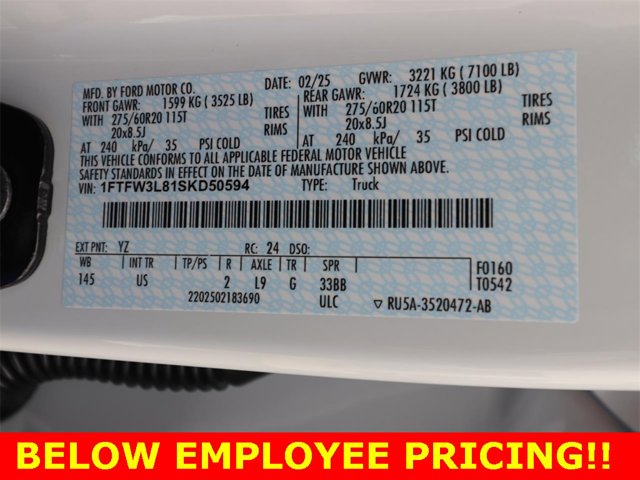 MFD. BY FORD MOTOR CO. DATE: 02/25 GVWR: 3221 KG ( 7100 LB)
FRONT GAWR: 1599 KG ( 3525 LB) REAR GAWR: 1724 KG ( 3800 LB)
WITH 275/60R20 115T TIRES WITH 275/60R20 115T TIRES
20x8.5J RIMS 20x8.5J RIMS
AT 240 kPa/ 35 PSI COLD AT 240 kPa/ 35 PSI COLD
THIS VEHICLE CONFORMS TO ALL APPLICABLE FEDERAL MOTOR VEHICLE
SAFETY STANDARDS IN EFFECT ON THE DATE OF MANUFACTURE SHOWN ABOVE.
VIN: 1FTFW3L81SKD50594 TYPE: Truck
EXT PNT: YZ RC: 24 DSO:
WB INT TR TP/PS R AXLE TR SPR F0160
145 US 2 L9 G 33BB T0542
2202502183690 ULC ▽ RU5A-3520472-AB
BELOW EMPLOYEE PRICING!!